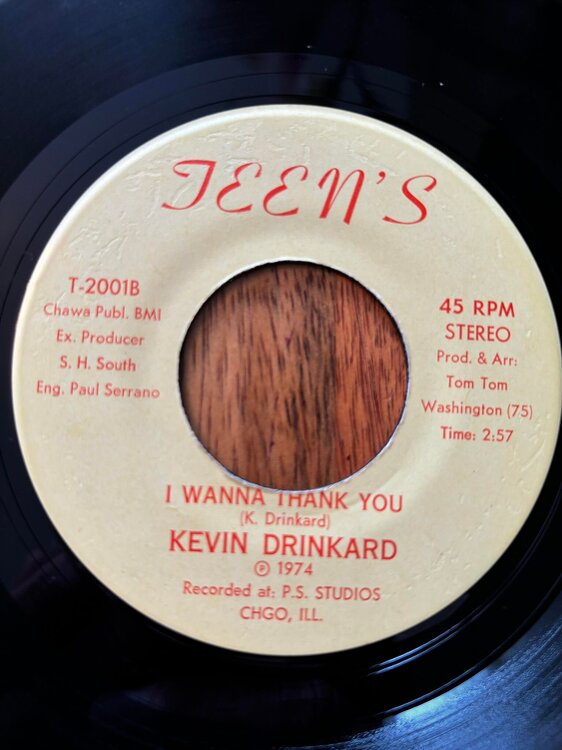 TEEN'S
T-2001B
Chawa Publ. BMI
Ex. Producer
S. H. South
Eng. Paul Serrano
45 RPM
STEREO
Prod. & Arr:
Tom Tom
Washington (75)
Time: 2:57
I WANNA THANK YOU
(K. Drinkard)
KEVIN DRINKARD
℗ 1974
Recorded at: P.S. STUDIOS
CHGO, ILL.